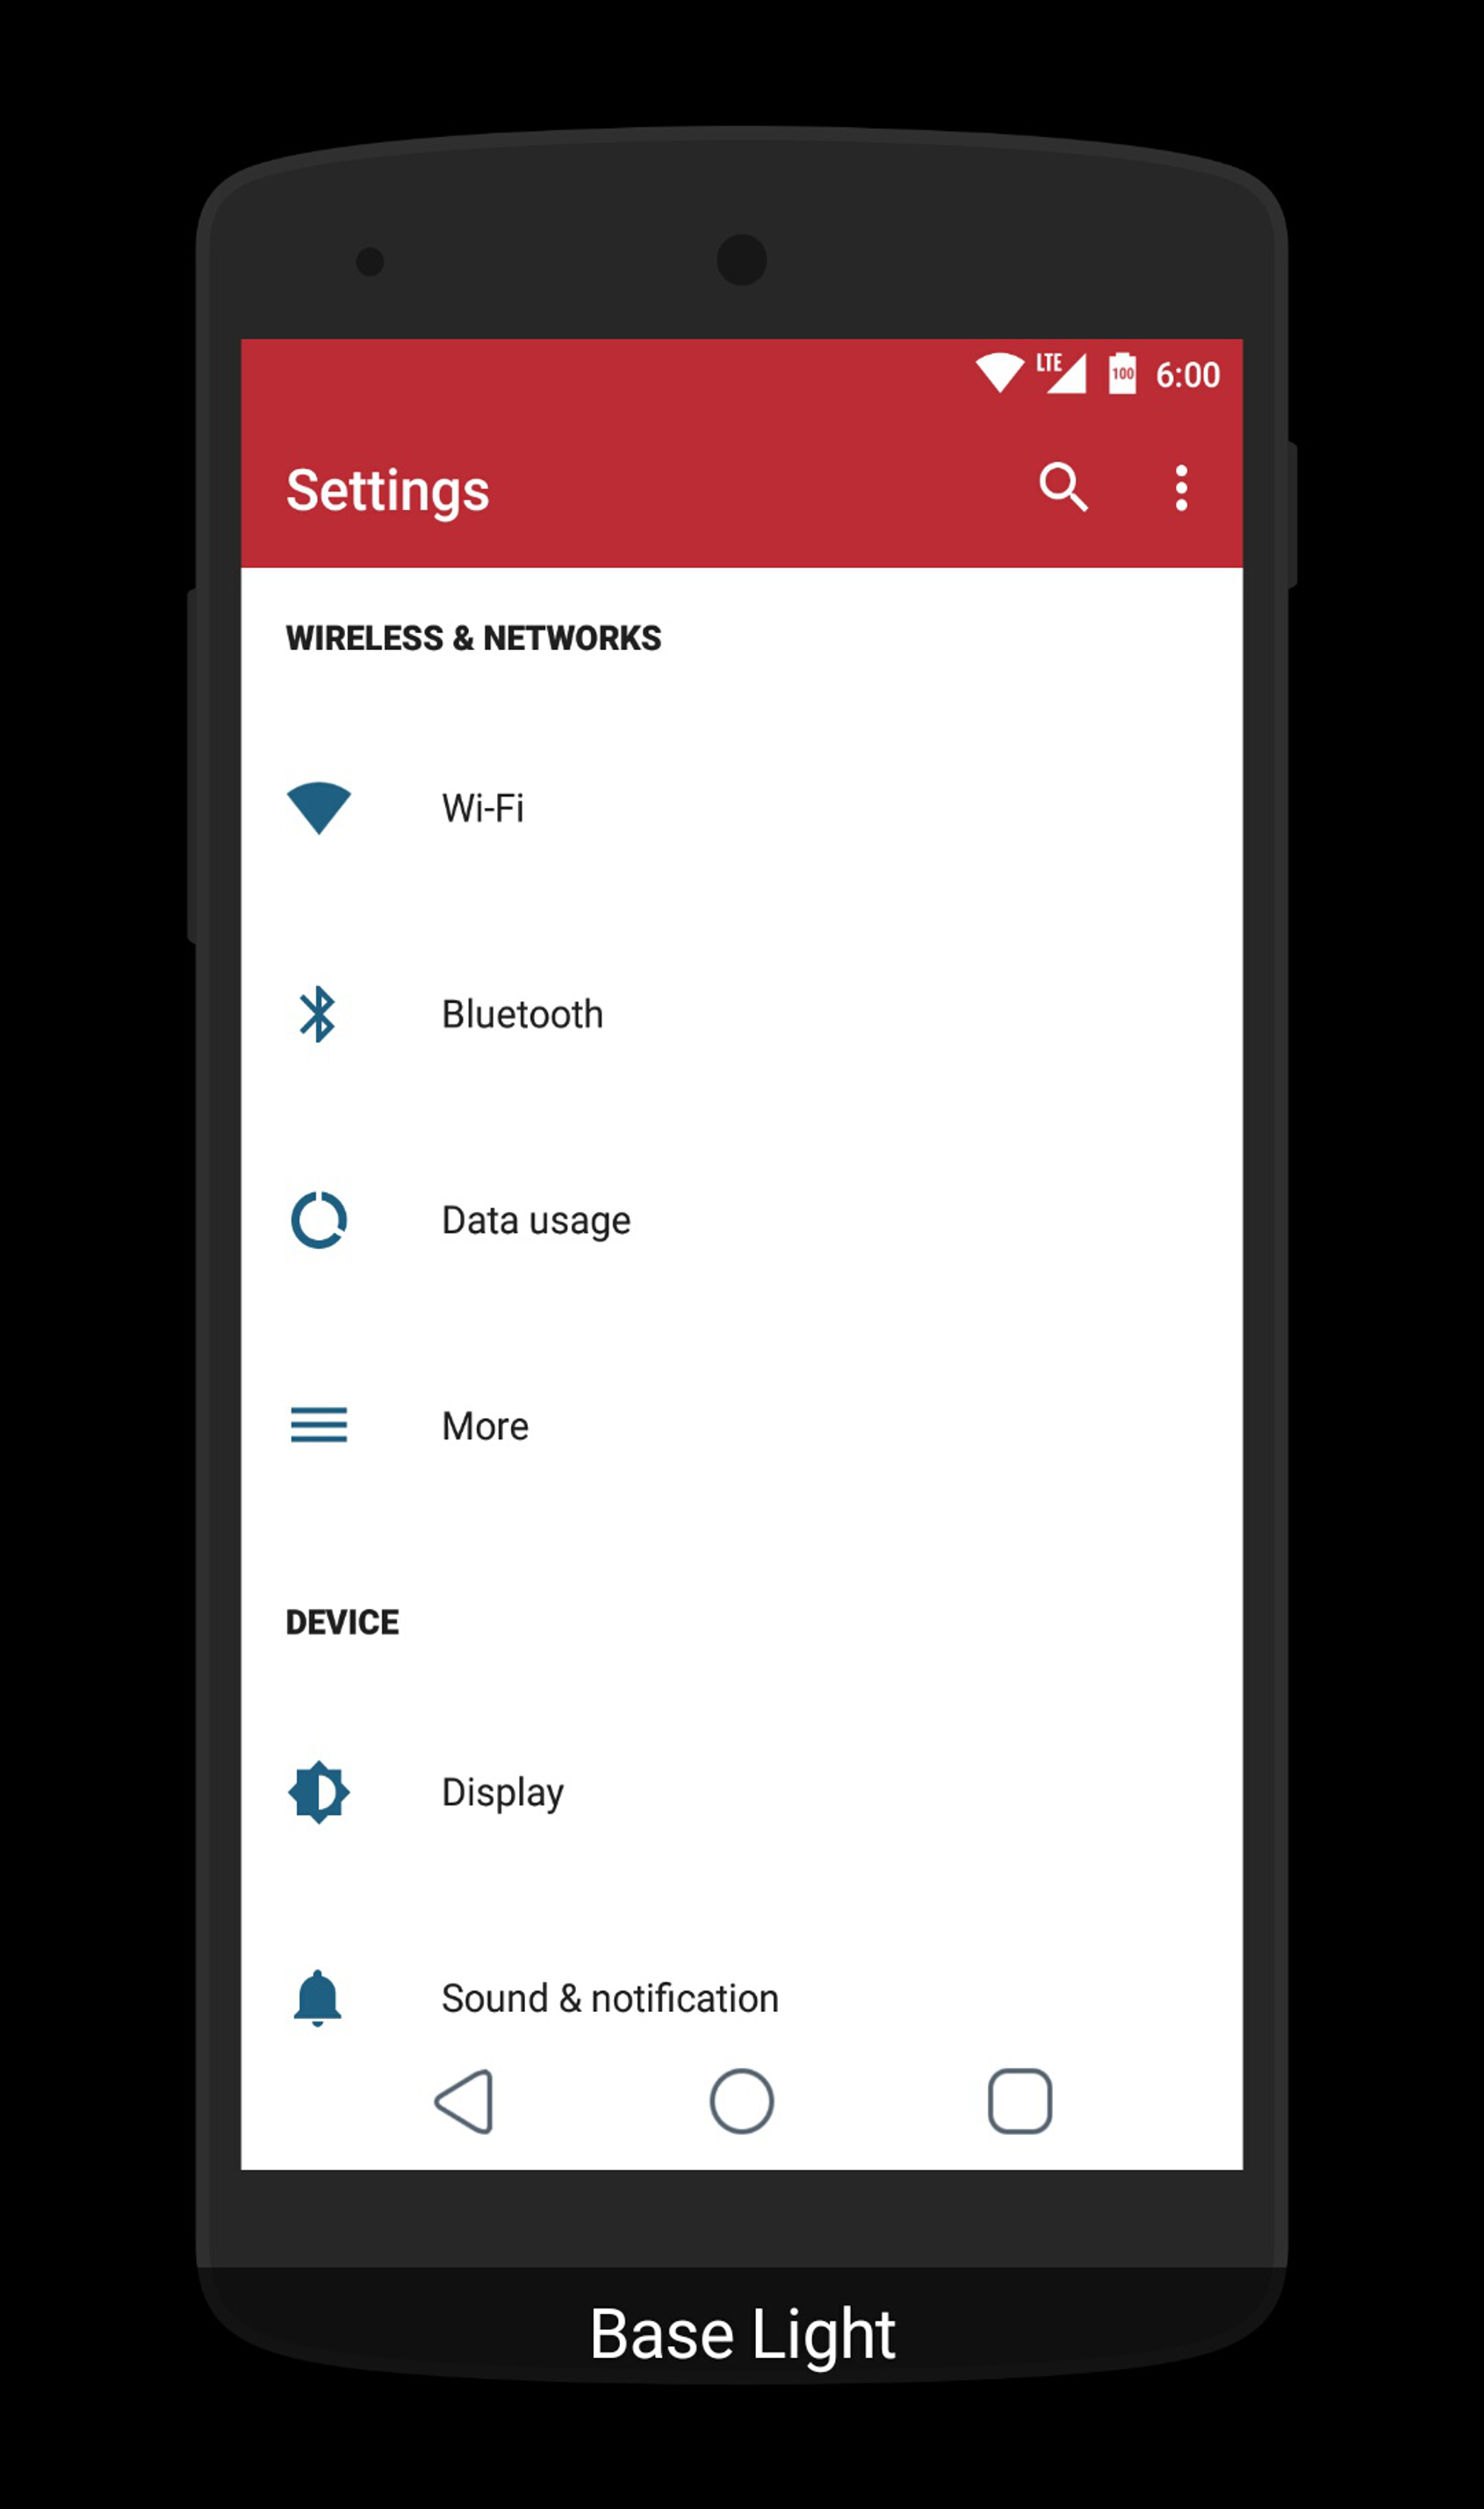 LTE 100 6:00
Settings
WIRELESS & NETWORKS
Wi-Fi
Bluetooth
Data usage
More
DEVICE
Display
Sound & notification
Base Light